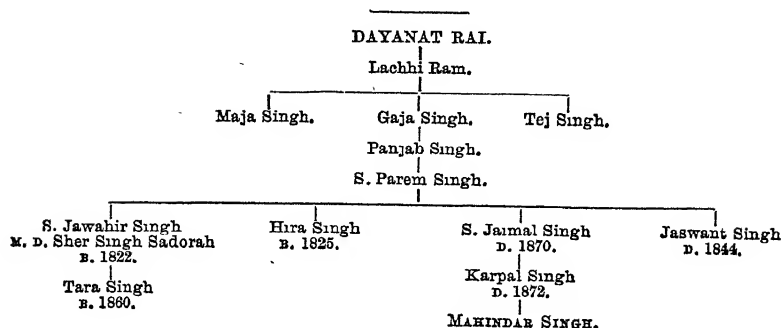 DAYANAT RAI.
Lachhi Ram.
Maja Singh. Gaja Singh. Tej Singh.
Panjab Singh.
S. Parem Singh.
S. Jawahir Singh Hira Singh S. Jaimal Singh Jaswant Singh
M. D. Sher Singh Sadorah B. 1825. D. 1870. D. 1844.
B. 1822.
Tara Singh Karpal Singh
B. 1860. D. 1872.
MAHINDAR SINGH.